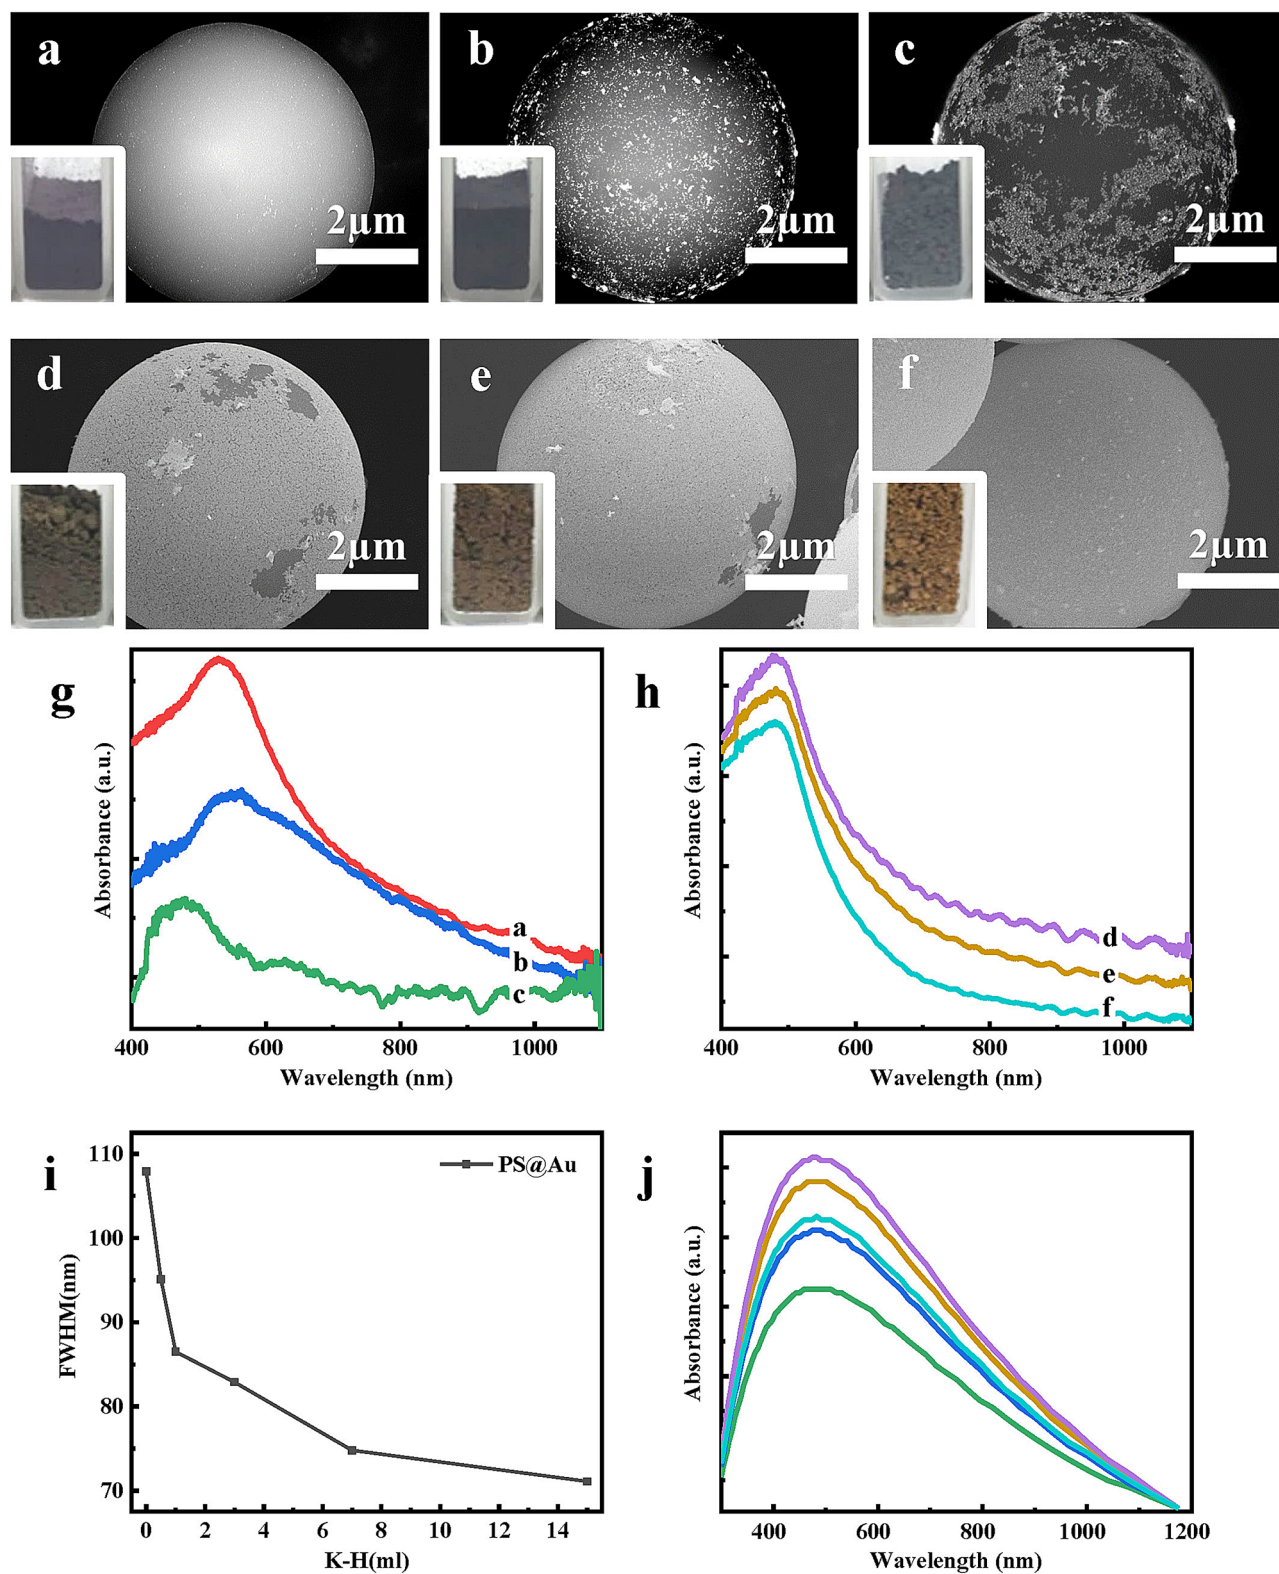 a
b
c
2μm
2μm
2μm
d
e
f
2μm
2μm
2μm
g
h
Absorbance (a.u.)
a
b
c
400
600
800
1000
Wavelength (nm)
Absorbance (a.u.)
d
e
f
400
600
800
1000
Wavelength (nm)
i
j
PS@Au
FWHM(nm)
110
100
90
80
70
0
2
4
6
8
10
12
14
K-H(ml)
Absorbance (a.u.)
400
600
800
1000
1200
Wavelength (nm)